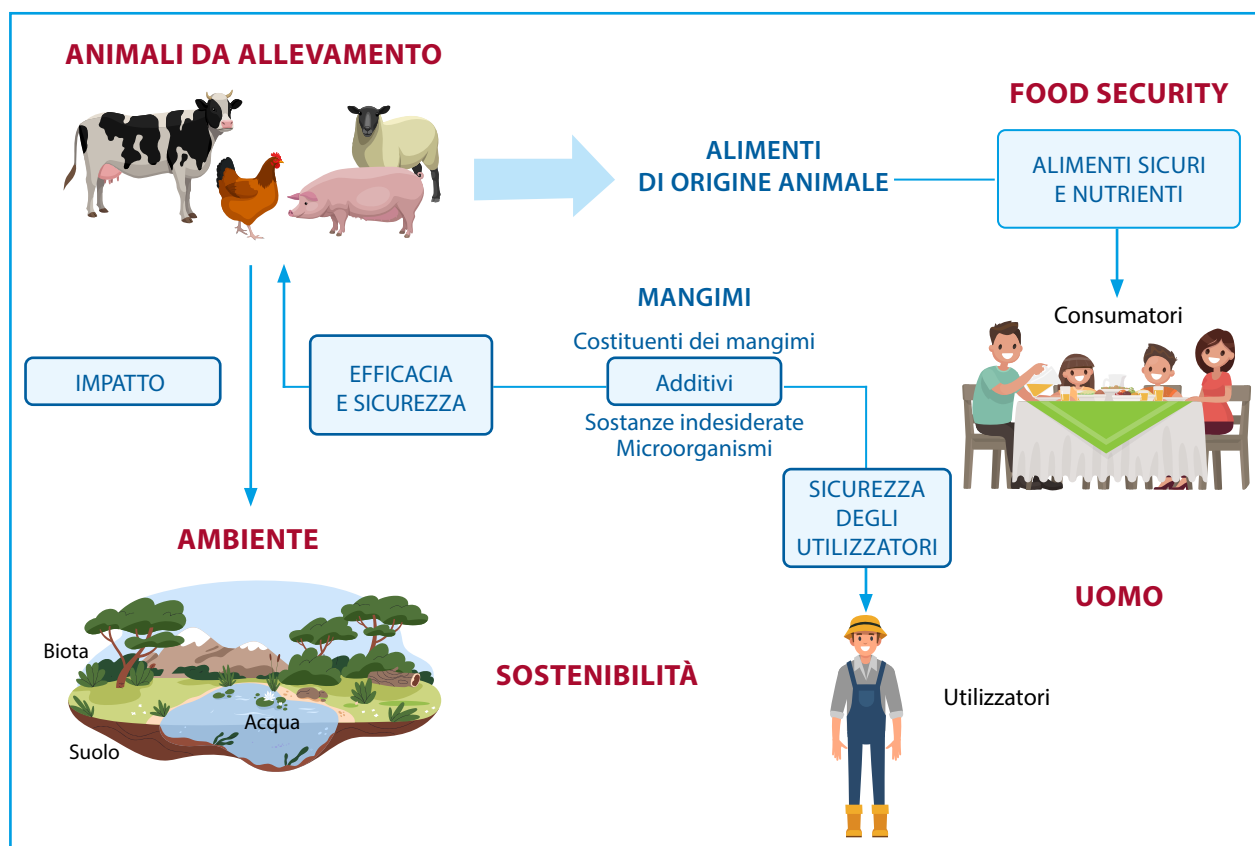 ANIMALI DA ALLEVAMENTO
FOOD SECURITY
ALIMENTI
DI ORIGINE ANIMALE
ALIMENTI SICURI
E NUTRIENTI
MANGIMI
Costituenti dei mangimi
Additivi
Sostanze indesiderate
Microorganismi
Consumatori
IMPATTO
EFFICACIA
E SICUREZZA
SICUREZZA
DEGLI
UTILIZZATORI
AMBIENTE
UOMO
Biota
Acqua
Suolo
SOSTENIBILITÀ
Utilizzatori